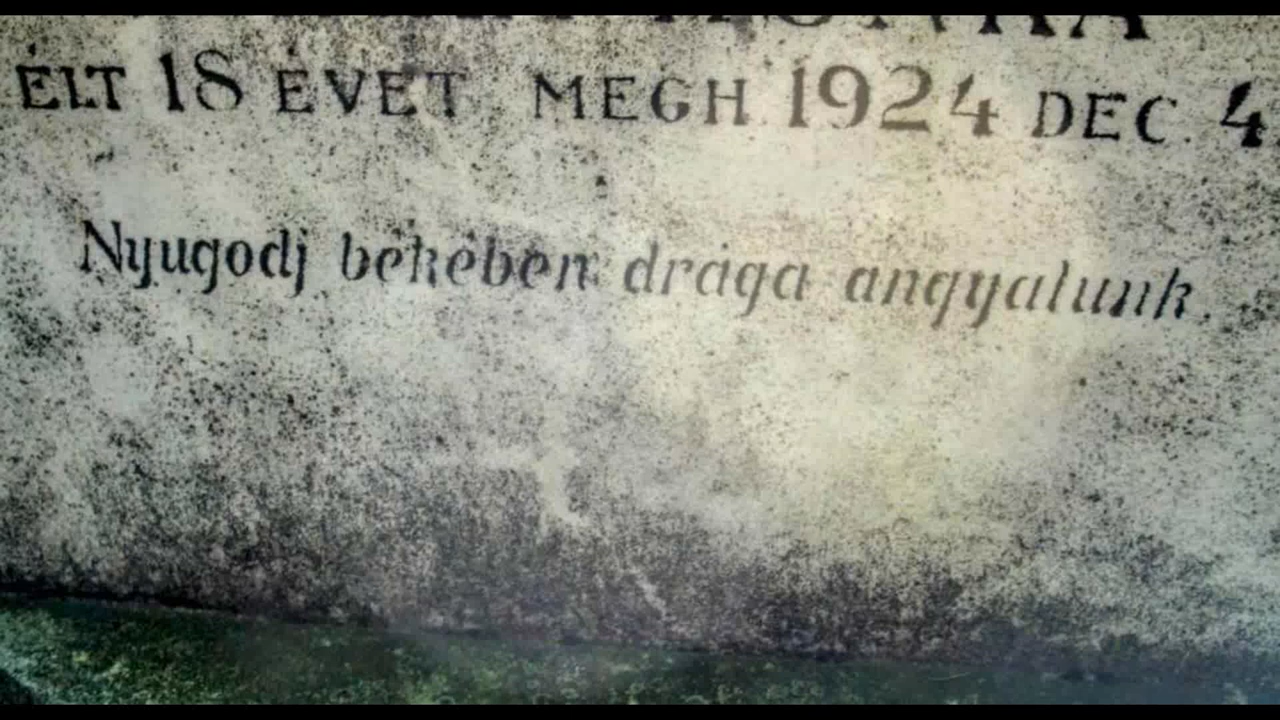 ÉLT 18 ÉVET MEGH. 1924 DEC. 4.
Nyugodj békében drága angyalunk.